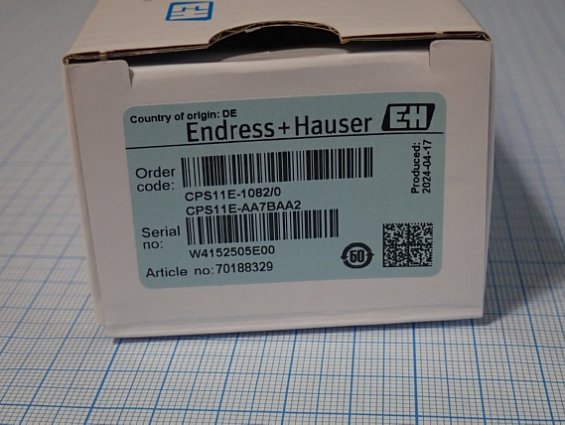 Country of origin: DE
Endress+Hauser EH
Order code:
CPS11E-1082/0
CPS11E-AA7BAA2
Serial no:
W4152505E00
Article no: 70188329
Produced:
2024-04-17
60